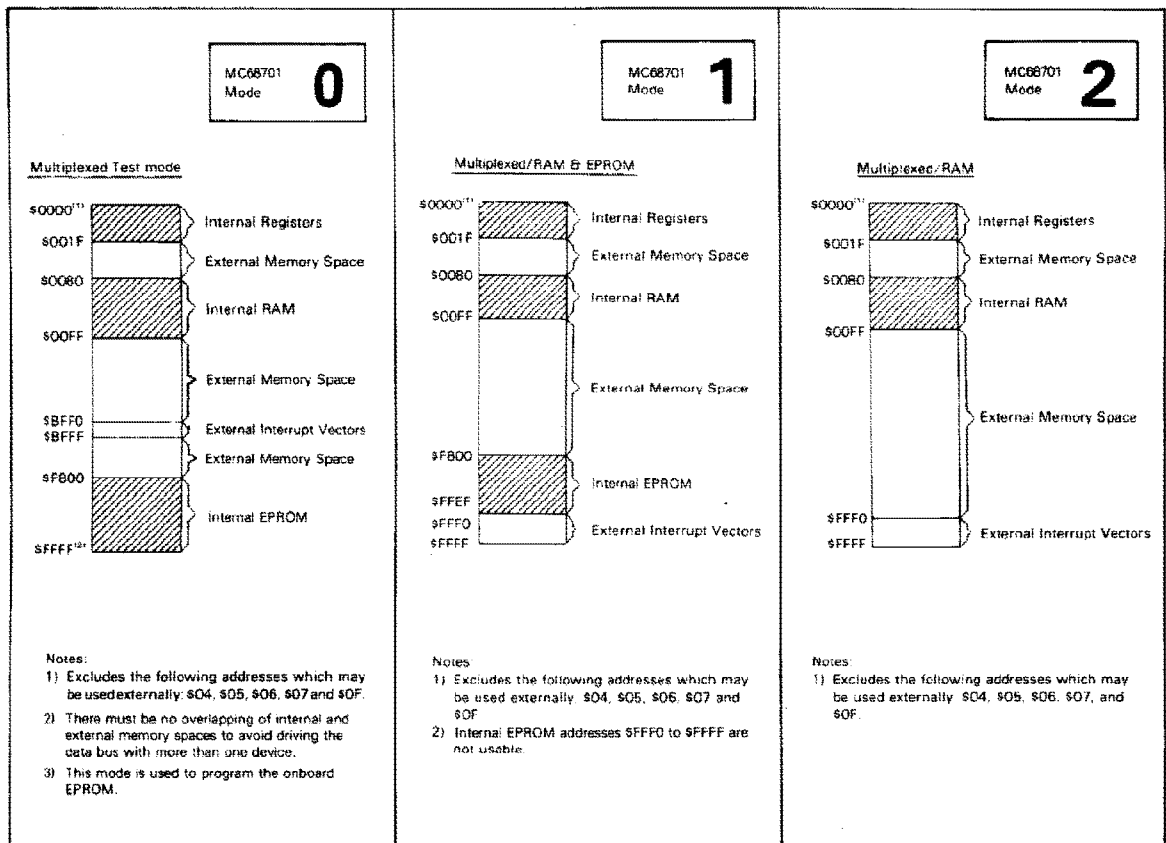 MC68701
Mode
0
Multiplexed Test mode
$0000(1)
Internal Registers
$001F
External Memory Space
$0080
Internal RAM
$00FF
External Memory Space
$BFF0
External Interrupt Vectors
$BFFF
External Memory Space
$F800
Internal EPROM
$FFFF(2)
Notes:
1) Excludes the following addresses which may
be used externally: $04, $05, $06, $07 and $0F.
2) There must be no overlapping of internal and
external memory spaces to avoid driving the
data bus with more than one device.
3) This mode is used to program the onboard
EPROM.
MC68701
Mode
1
Multiplexed/RAM & EPROM
$0000(1)
Internal Registers
$001F
External Memory Space
$0080
Internal RAM
$00FF
External Memory Space
$F800
Internal EPROM
$FFEF
$FFF0
External Interrupt Vectors
$FFFF
Notes
1) Excludes the following addresses which may
be used externally. $04, $05, $06, $07 and
$0F
2) Internal EPROM addresses $FFF0 to $FFFF are
not usable.
MC68701
Mode
2
Multiplexed/RAM
$0000(1)
Internal Registers
$001F
External Memory Space
$0080
Internal RAM
$00FF
External Memory Space
$FFF0
External Interrupt Vectors
$FFFF
Notes:
1) Excludes the following addresses which may
be used externally $04, $05, $06, $07, and
$0F.